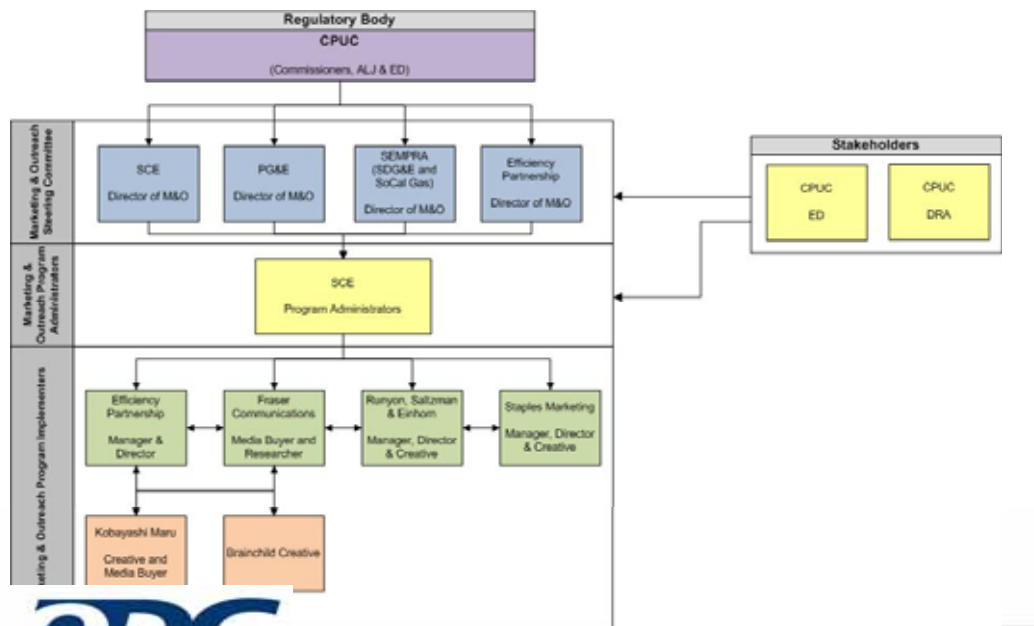 Regulatory Body
CPUC
(Commissioners, ALJ & ED)
Marketing & Outreach
Steering Committee
SCE
Director of M&O
PG&E
Director of M&O
SEMPRA
(SDG&E and
SoCal Gas)
Director of M&O
Efficiency
Partnership
Director of M&O
Stakeholders
CPUC
ED
CPUC
DRA
Marketing &
Outreach Program
Administrators
SCE
Program Administrators
keting & Outreach Program Implementers
Efficiency
Partnership
Manager &
Director
Fraser
Communications
Media Buyer and
Researcher
Runyon, Saltzman
& Einhorn
Manager, Director
& Creative
Staples Marketing
Manager, Director
& Creative
Kobayashi Maru
Creative and
Media Buyer
Brainchild Creative